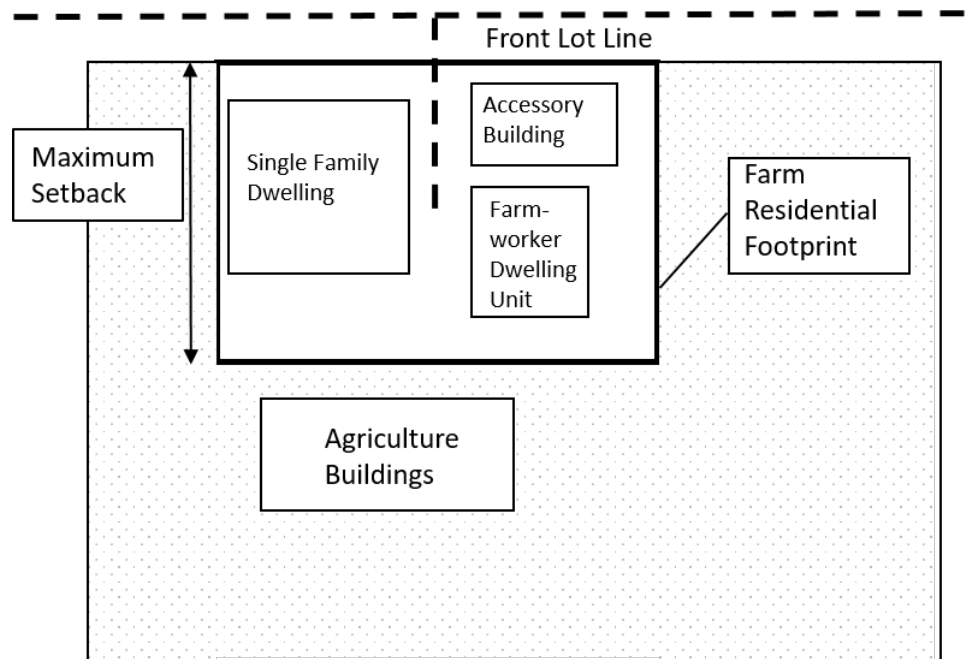 Front Lot Line
Maximum
Setback
Single Family
Dwelling
Accessory
Building
Farm-
worker
Dwelling
Unit
Farm
Residential
Footprint
Agriculture
Buildings